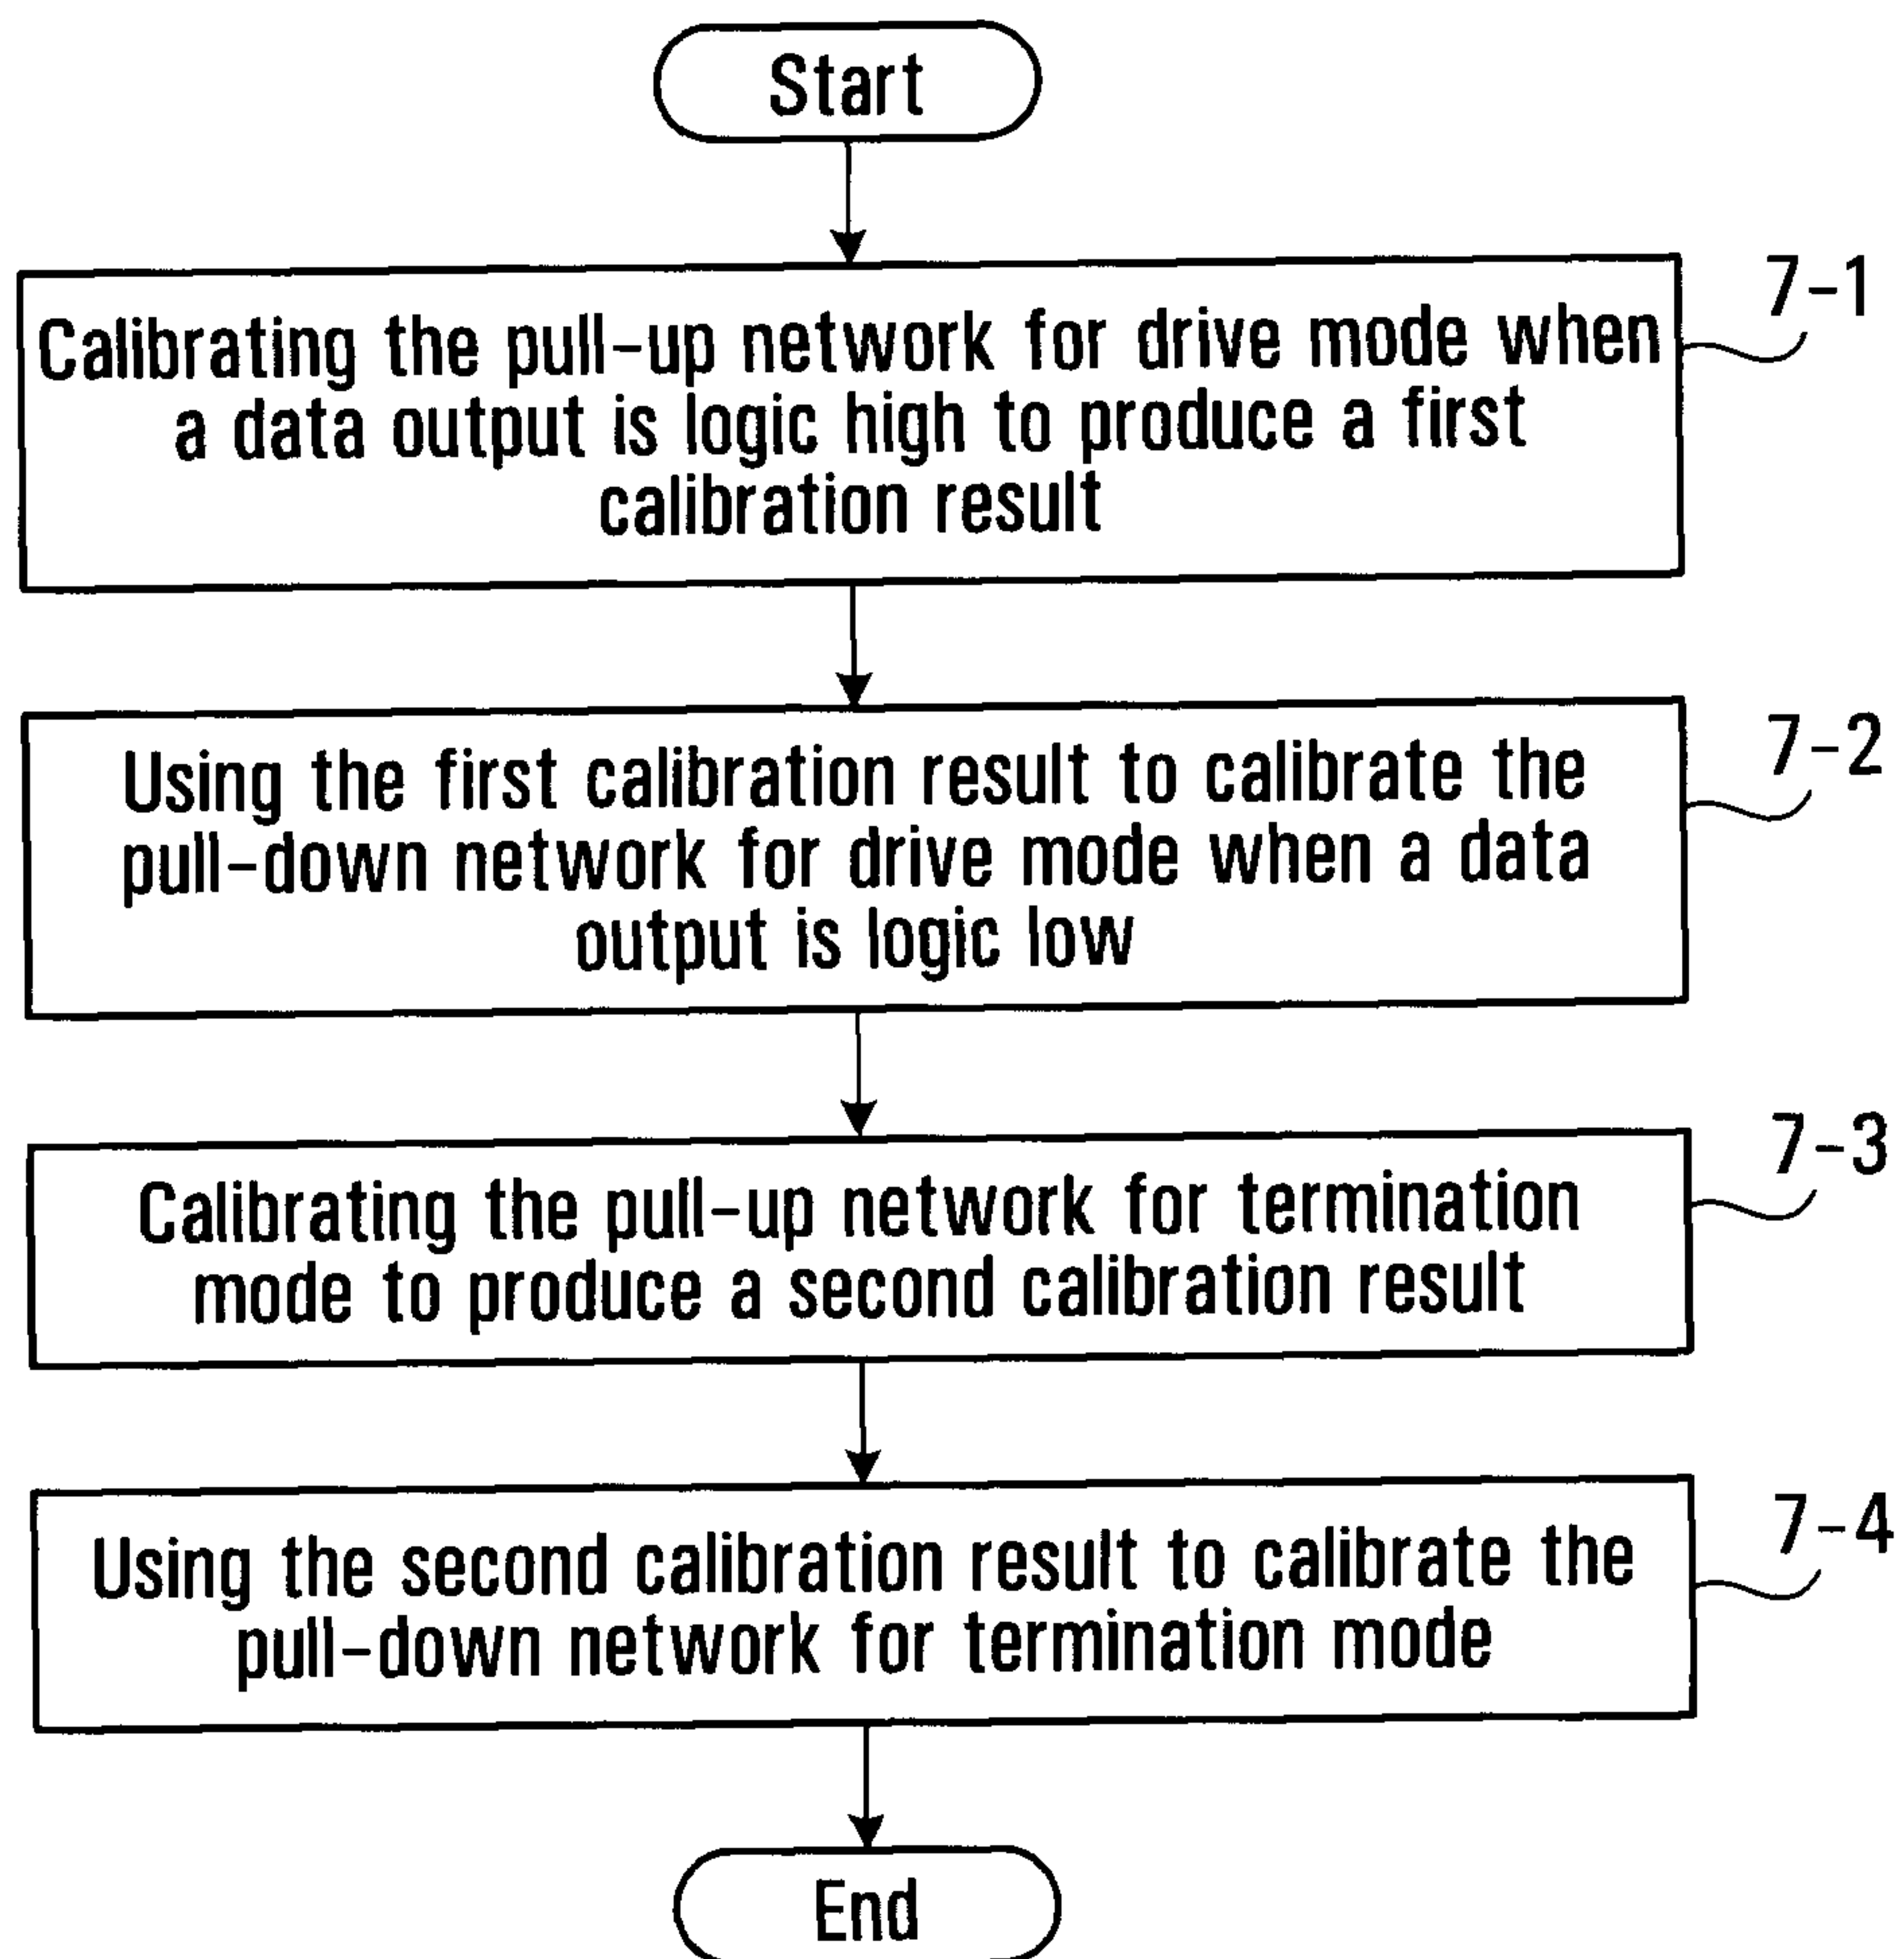 Start
Calibrating the pull-up network for drive mode when
a data output is logic high to produce a first
calibration result
7-1
Using the first calibration result to calibrate the
pull-down network for drive mode when a data
output is logic low
7-2
Calibrating the pull-up network for termination
mode to produce a second calibration result
7-3
Using the second calibration result to calibrate the
pull-down network for termination mode
7-4
End